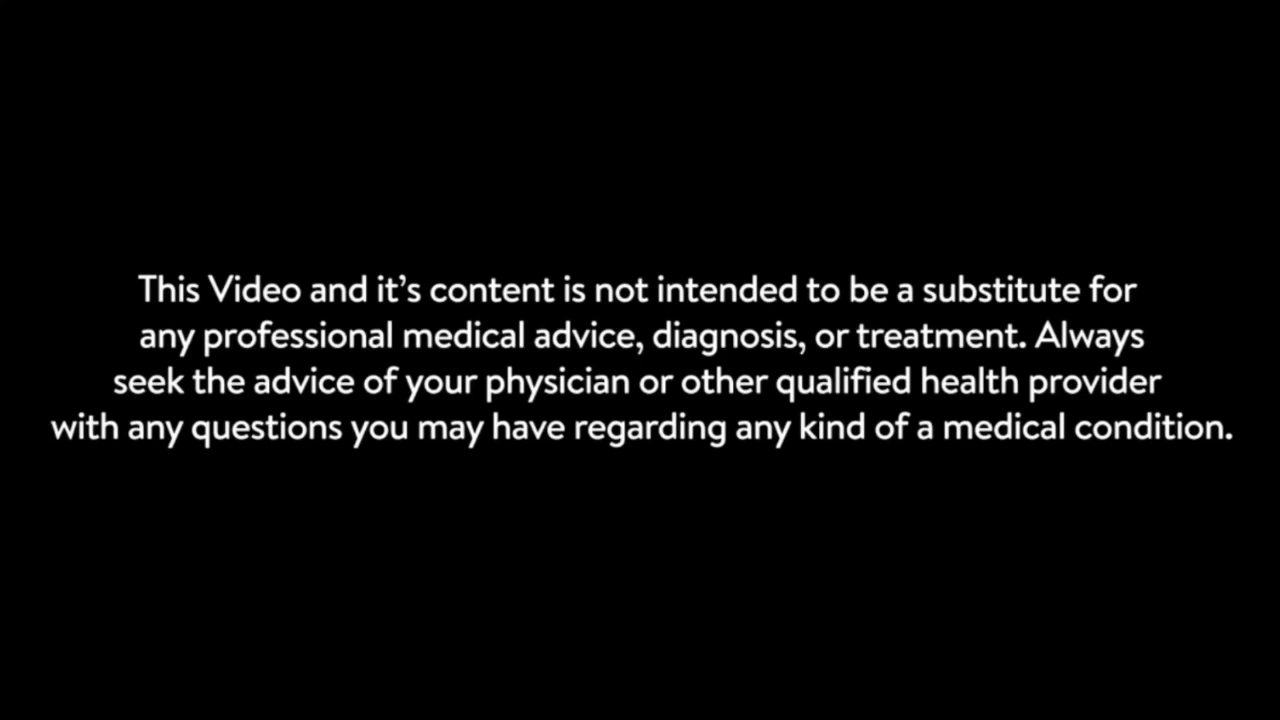 This Video and it’s content is not intended to be a substitute for
any professional medical advice, diagnosis, or treatment. Always
seek the advice of your physician or other qualified health provider
with any questions you may have regarding any kind of a medical condition.